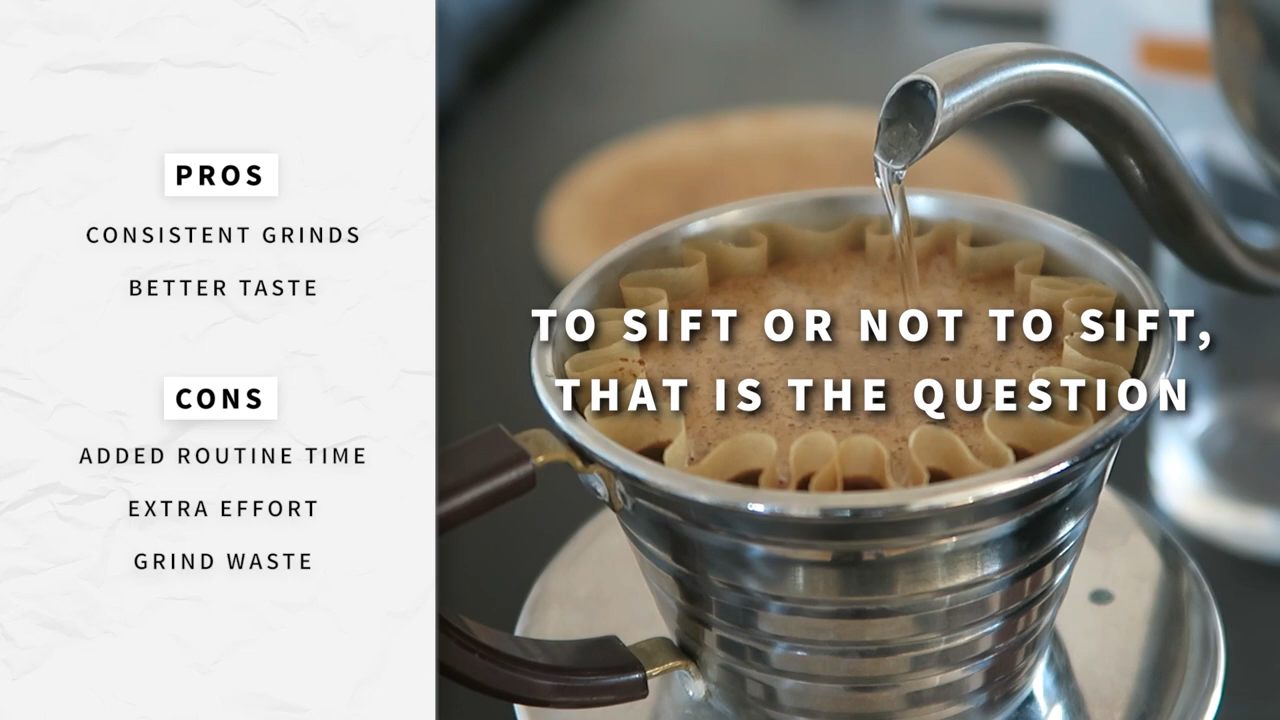 PROS
CONSISTENT GRINDS
BETTER TASTE
CONS
ADDED ROUTINE TIME
EXTRA EFFORT
GRIND WASTE
TO SIFT OR NOT TO SIFT,
THAT IS THE QUESTION